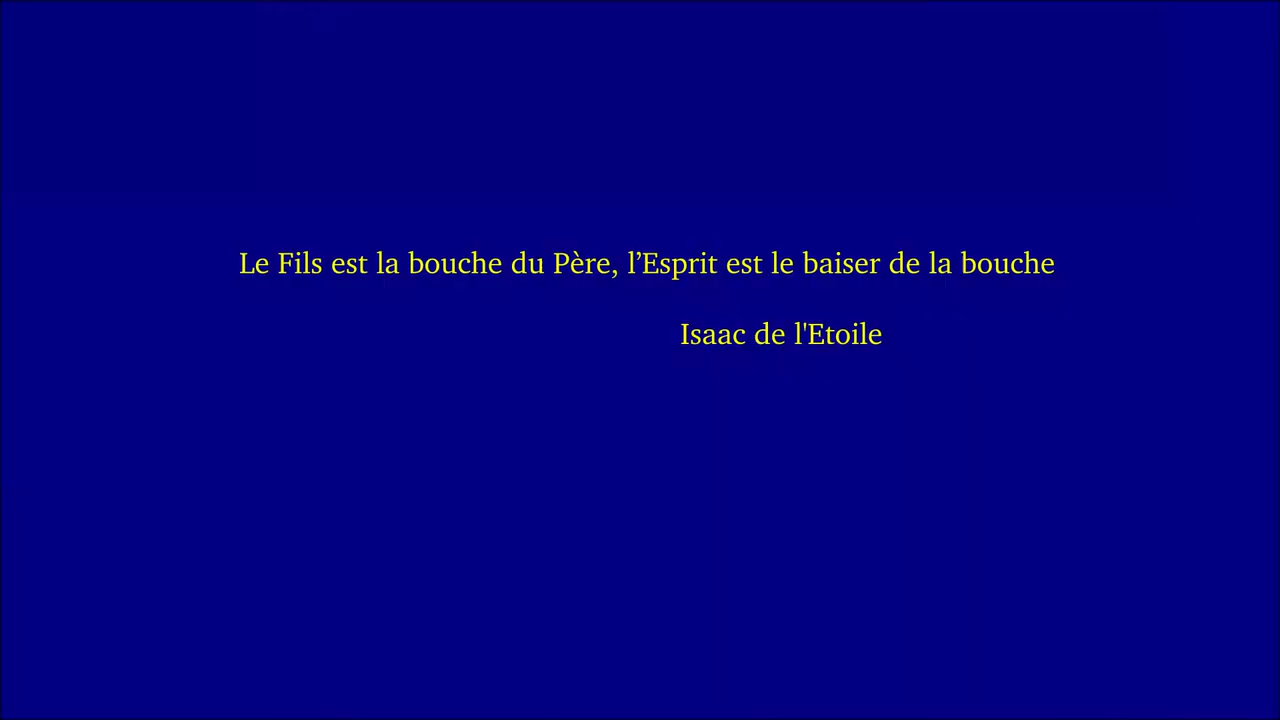 Le Fils est la bouche du Père, l’Esprit est le baiser de la bouche
Isaac de l'Etoile